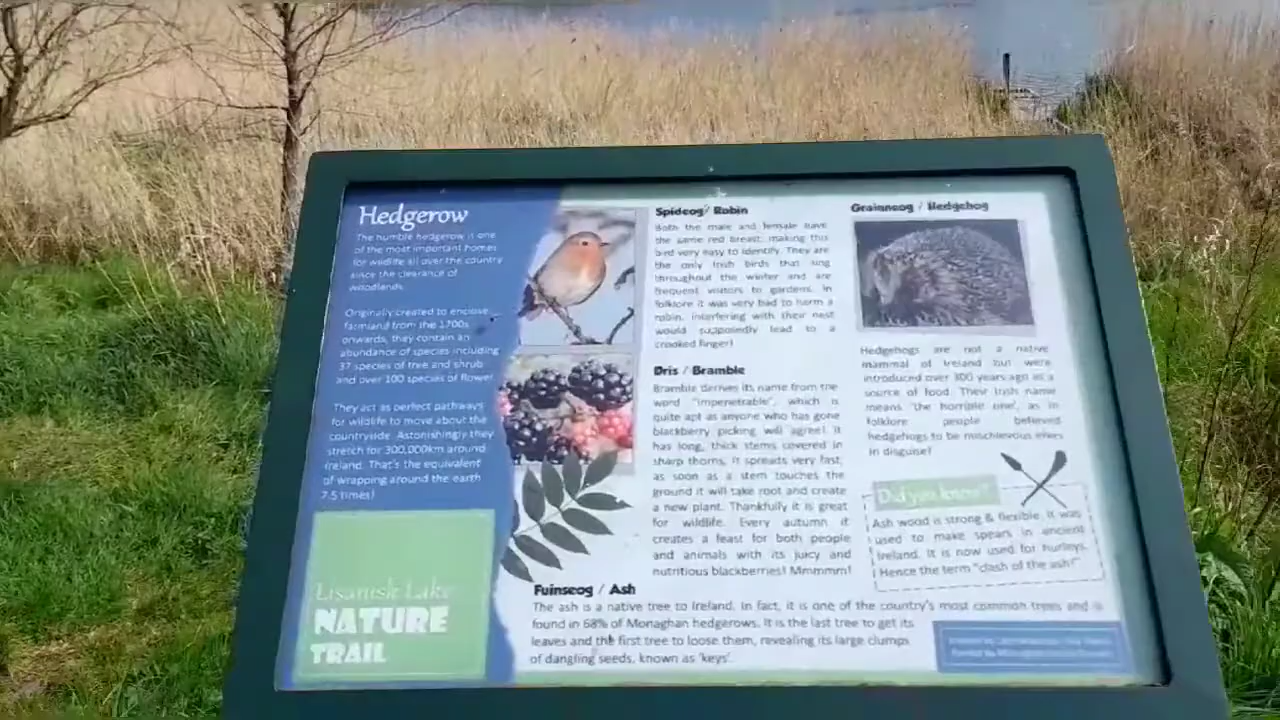 Hedgerow
The humble hedgerow is one
of the most important homes
for wildlife all over the country
since the clearance of
woodlands.
Originally created to enclose
farmland from the 1700s
onwards, they contain an
abundance of species including
37 species of tree and shrub
and over 100 species of flower.
They act as perfect pathways
for wildlife to move about the
countryside. Astonishingly they
stretch for 300,000km around
Ireland. That's the equivalent
of wrapping around the earth
7.5 times!
Lisanisk Lake
NATURE
TRAIL
Spideog/ Robin
Both the male and female have
the same red breast, making this
bird very easy to identify. They are
the only Irish birds that sing
throughout the winter and are
frequent visitors to gardens. In
folklore it was very bad to harm a
robin. Interfering with their nest
would supposedly lead to a
crooked finger!
Dris / Bramble
Bramble derives its name from the
word "impenetrable", which is
quite apt as anyone who has gone
blackberry picking will agree! It
has long, thick stems covered in
sharp thorns. It spreads very fast,
as soon as a stem touches the
ground it will take root and create
a new plant. Thankfully it is great
for wildlife. Every autumn it
creates a feast for both people
and animals with its juicy and
nutritious blackberries! Mmmmm!
Grainneog / Hedgehog
Hedgehogs are not a native
mammal of Ireland but were
introduced over 800 years ago as a
source of food. Their Irish name
means 'the horrible one', as in
folklore people believed
hedgehogs to be mischievous elves
in disguise!
Did you know?
Ash wood is strong & flexible. It was
used to make spears in ancient
Ireland. It is now used for hurleys.
Hence the term "clash of the ash!"
Fuinseog / Ash
The ash is a native tree to Ireland. In fact, it is one of the country's most common trees and is
found in 68% of Monaghan hedgerows. It is the last tree to get its
leaves and the first tree to loose them, revealing its large clumps
of dangling seeds, known as 'keys'.